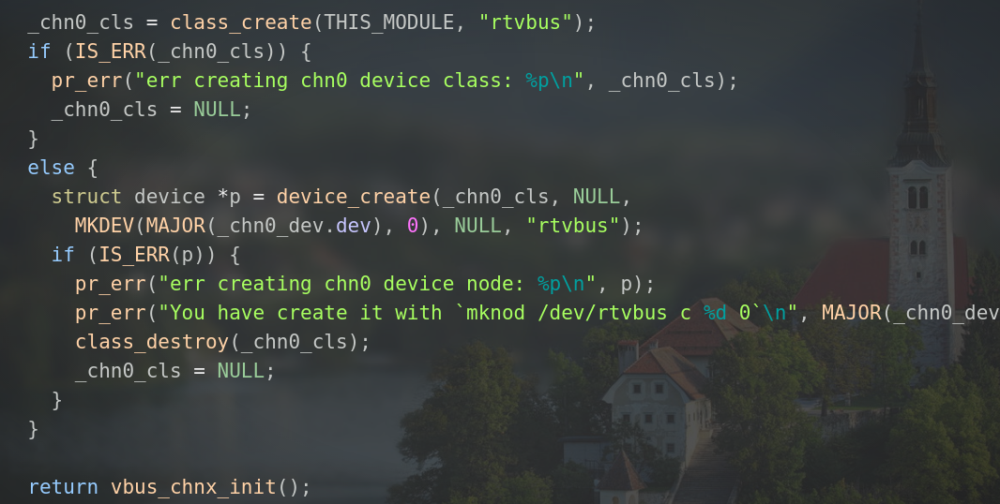 _chn0_cls = class_create(THIS_MODULE, "rtvbus");
if (IS_ERR(_chn0_cls)) {
pr_err("err creating chn0 device class: %p\n", _chn0_cls);
_chn0_cls = NULL;
}
else {
struct device *p = device_create(_chn0_cls, NULL,
MKDEV(MAJOR(_chn0_dev.dev), 0), NULL, "rtvbus");
if (IS_ERR(p)) {
pr_err("err creating chn0 device node: %p\n", p);
pr_err("You have create it with `mknod /dev/rtvbus c %d 0`\n", MAJOR(_chn0_dev
class_destroy(_chn0_cls);
_chn0_cls = NULL;
}
}
return vbus_chnx_init();